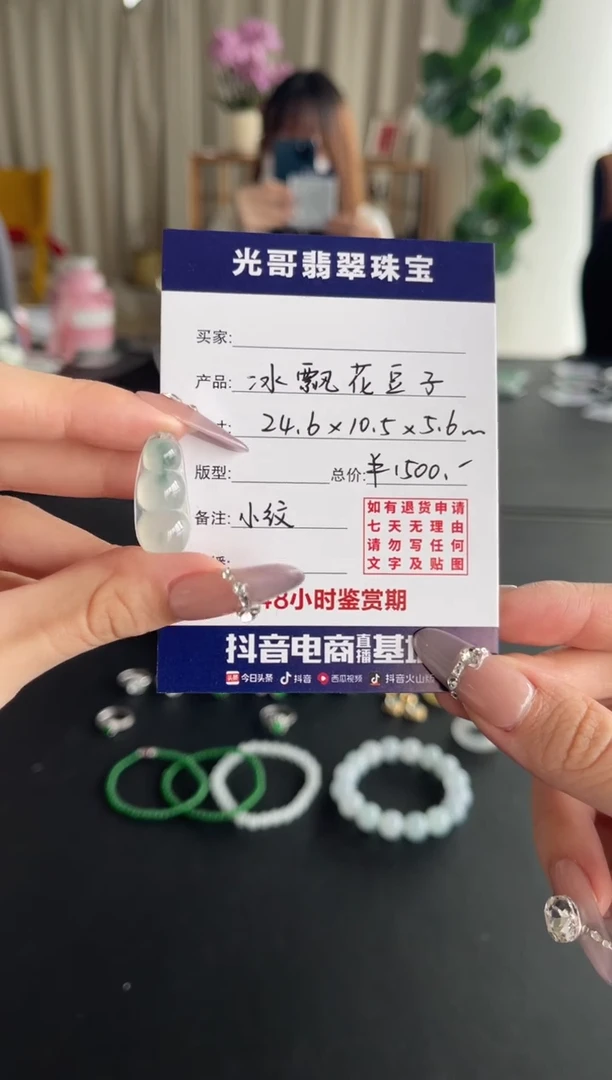 光哥翡翠珠宝
买家:
产品: 冰飘花豆子
24.6×10.5×5.6m
版型: 总价: ¥1500.-
备注: 小纹
如有退货申请
七天无理由
请勿写任何
文字及贴图
48小时鉴赏期
抖音电商直播基
头条 今日头条 抖音 西瓜视频 抖音火山